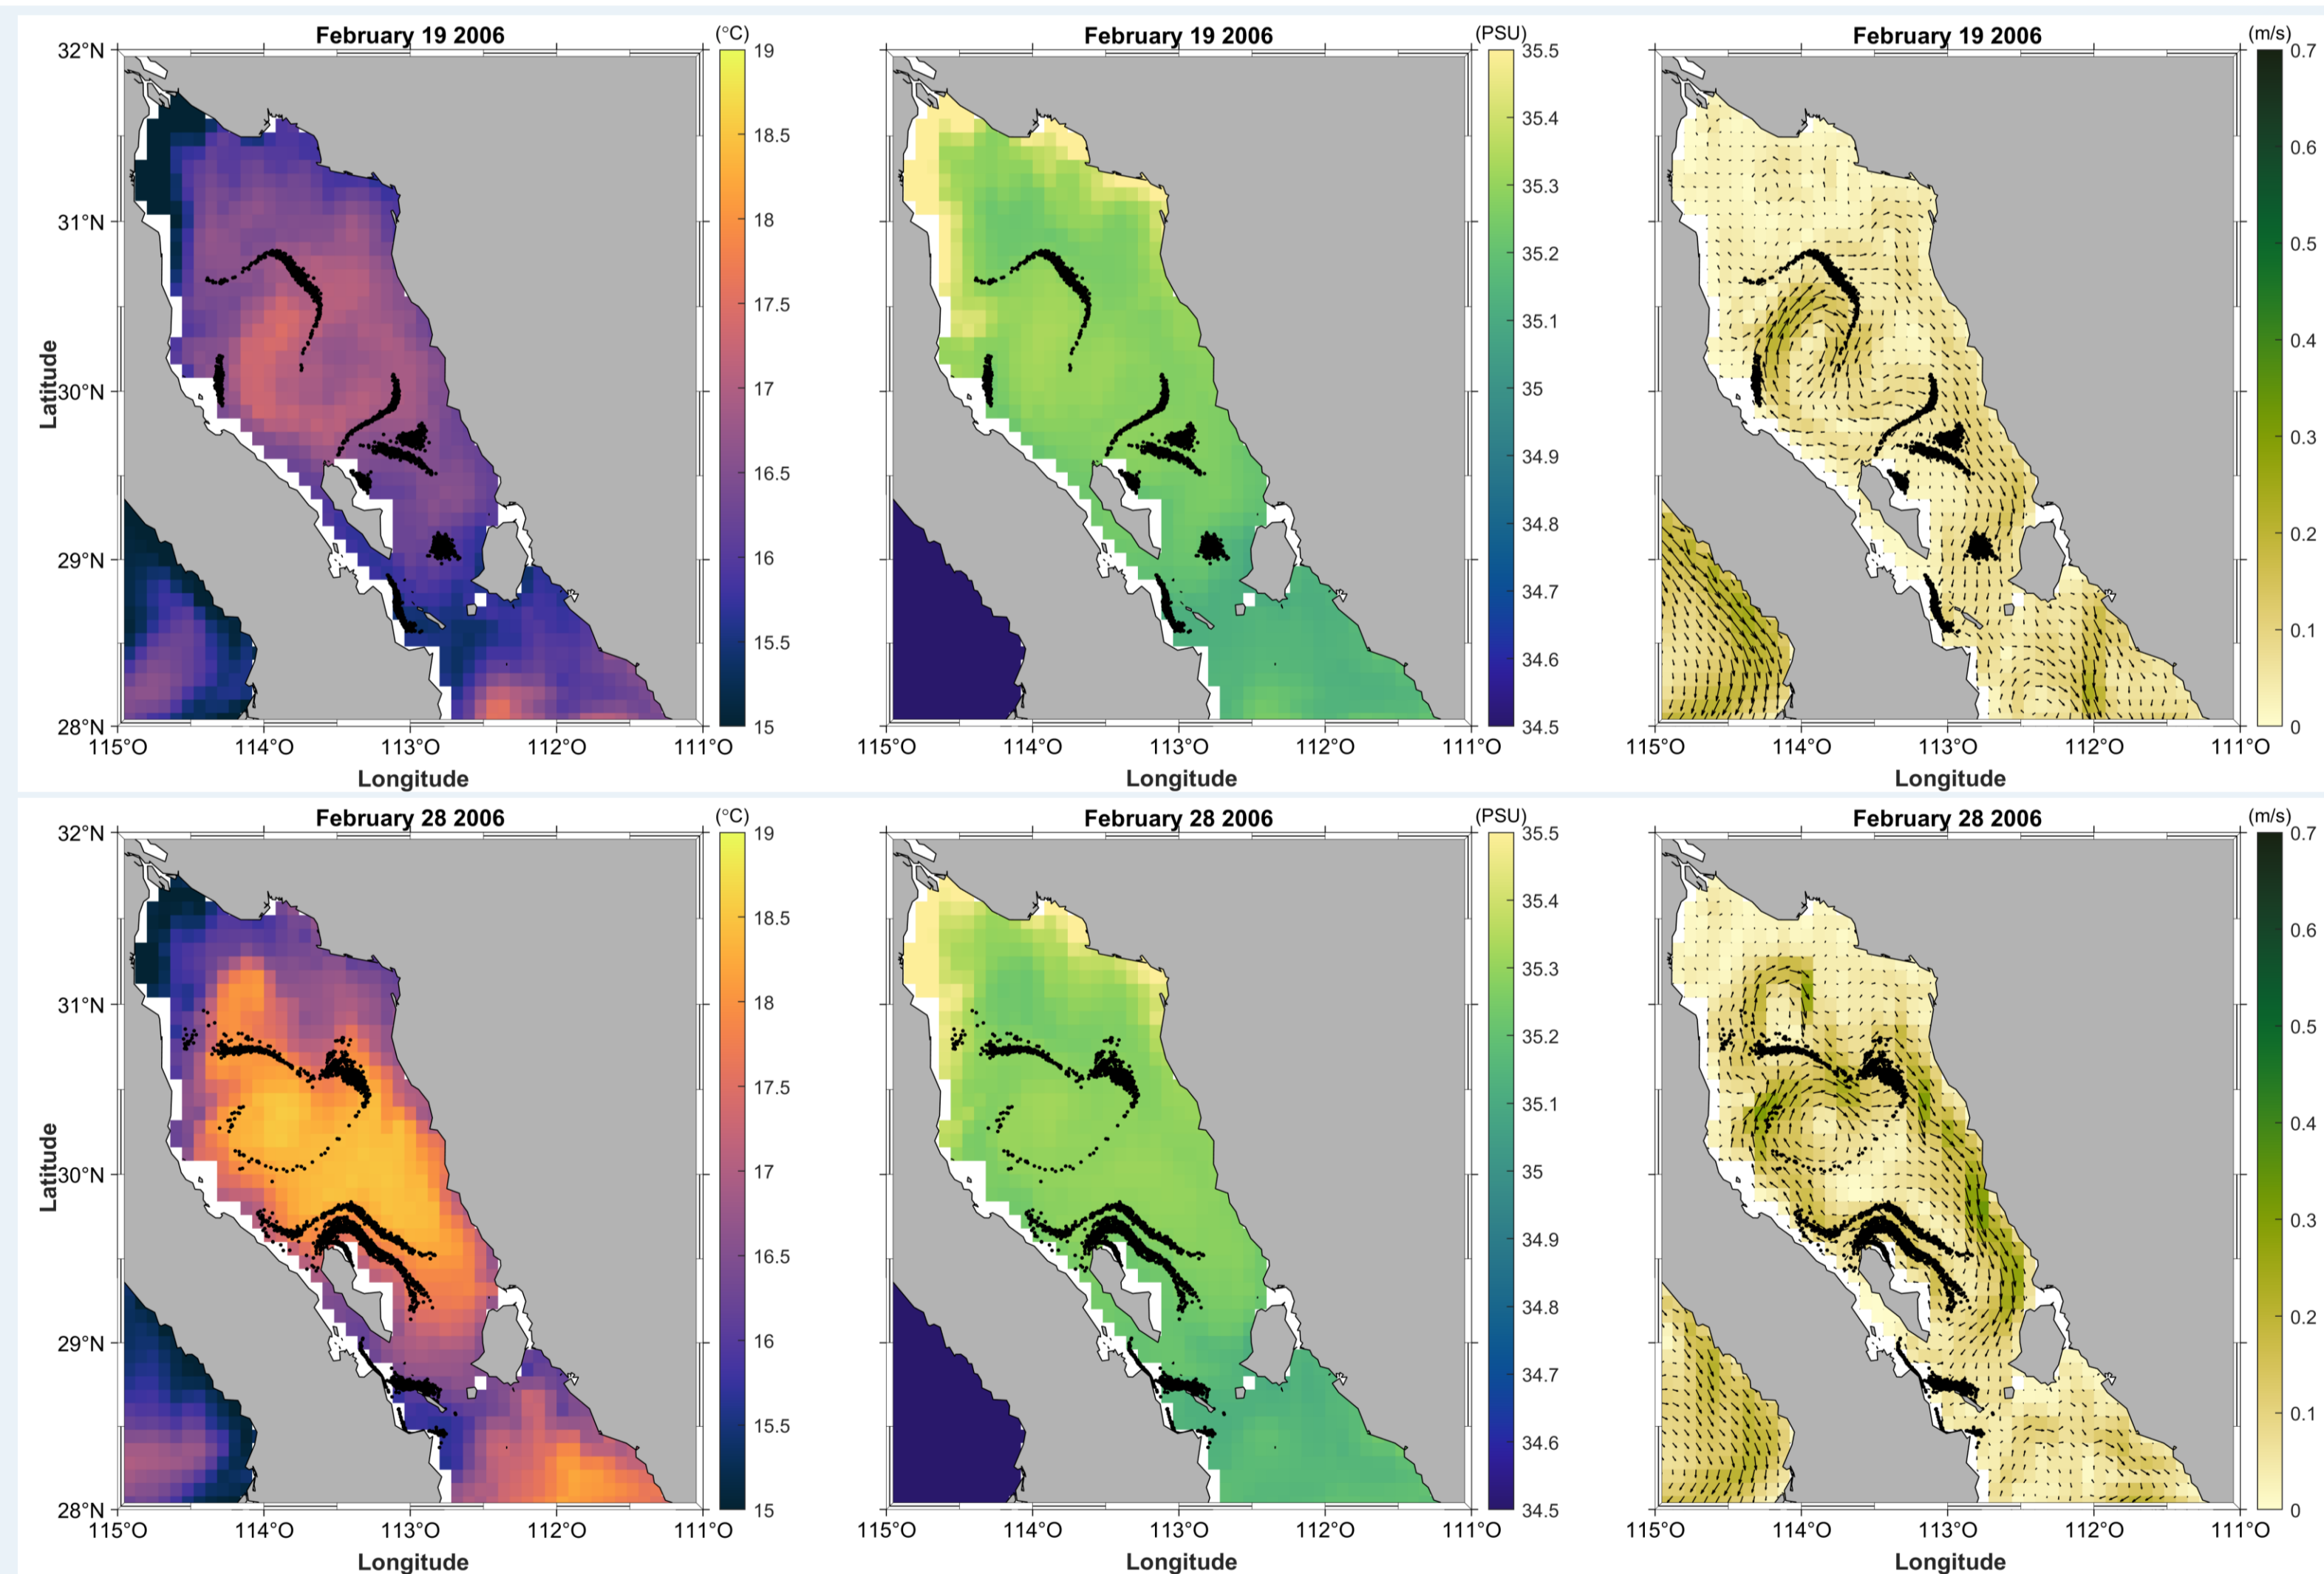 February 19 2006 (°C) February 19 2006 (PSU) February 19 2006 (m/s)
32°N 19 35.5 0.7
18.5 35.4 0.6
31°N 18 35.3 0.5
17.5 35.2 0.4
35.1
Latitude 30°N 17 35 0.3
16.5 34.9 0.2
29°N 16 34.8
34.7 0.1
15.5 34.6
28°N 15 34.5 0
115°O 114°O 113°O 112°O 111°O 115°O 114°O 113°O 112°O 111°O 115°O 114°O 113°O 112°O 111°O
Longitude Longitude Longitude
February 28 2006 (°C) February 28 2006 (PSU) February 28 2006 (m/s)
32°N 19 35.5 0.7
18.5 35.4 0.6
31°N 18 35.3 0.5
17.5 35.2 0.4
35.1
Latitude 30°N 17 35 0.3
16.5 34.9 0.2
29°N 16 34.8
34.7 0.1
15.5 34.6
28°N 15 34.5 0
115°O 114°O 113°O 112°O 111°O 115°O 114°O 113°O 112°O 111°O 115°O 114°O 113°O 112°O 111°O
Longitude Longitude Longitude